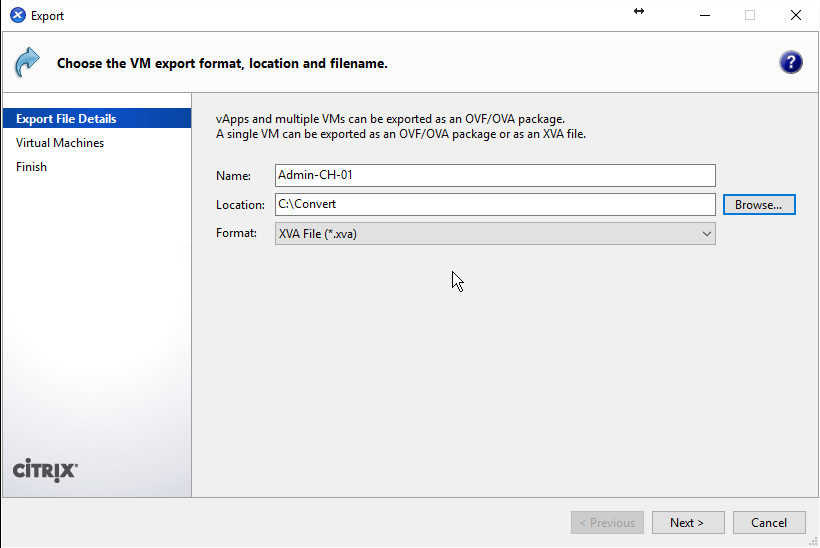 Export
Choose the VM export format, location and filename.
?
Export File Details
Virtual Machines
Finish
vApps and multiple VMs can be exported as an OVF/OVA package.
A single VM can be exported as an OVF/OVA package or as an XVA file.
Name: Admin-CH-01
Location: C:\Convert Browse...
Format: XVA File (*.xva)
CITRIX
< Previous Next > Cancel